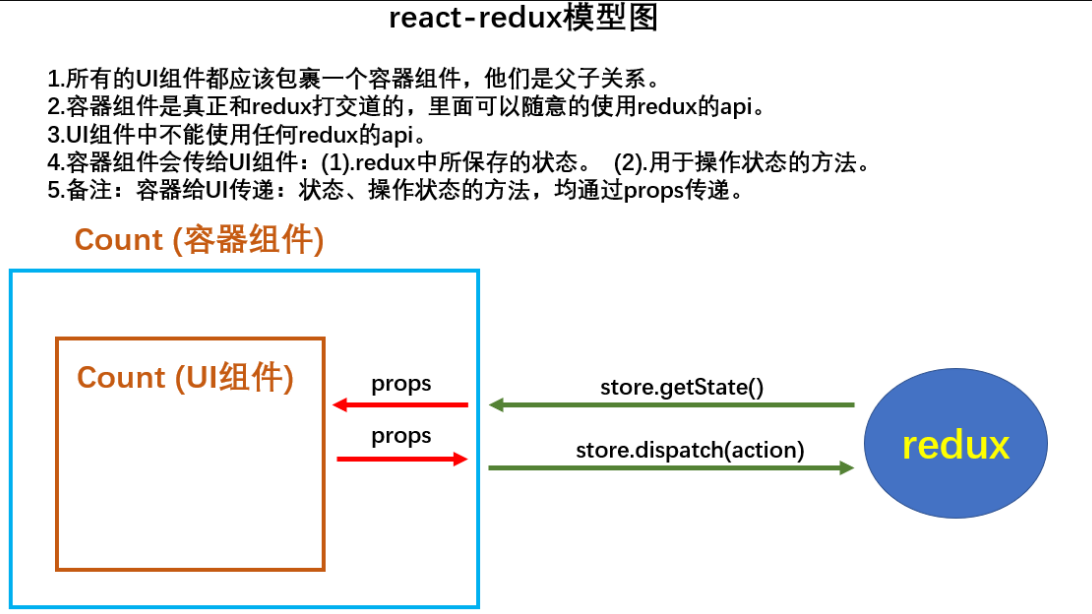 react-redux模型图
1.所有的UI组件都应该包裹一个容器组件，他们是父子关系。
2.容器组件是真正和redux打交道的，里面可以随意的使用redux的api。
3.UI组件中不能使用任何redux的api。
4.容器组件会传给UI组件：(1).redux中所保存的状态。 (2).用于操作状态的方法。
5.备注：容器给UI传递：状态、操作状态的方法，均通过props传递。
Count (容器组件)
Count (UI组件)
props
store.getState()
props
store.dispatch(action)
redux